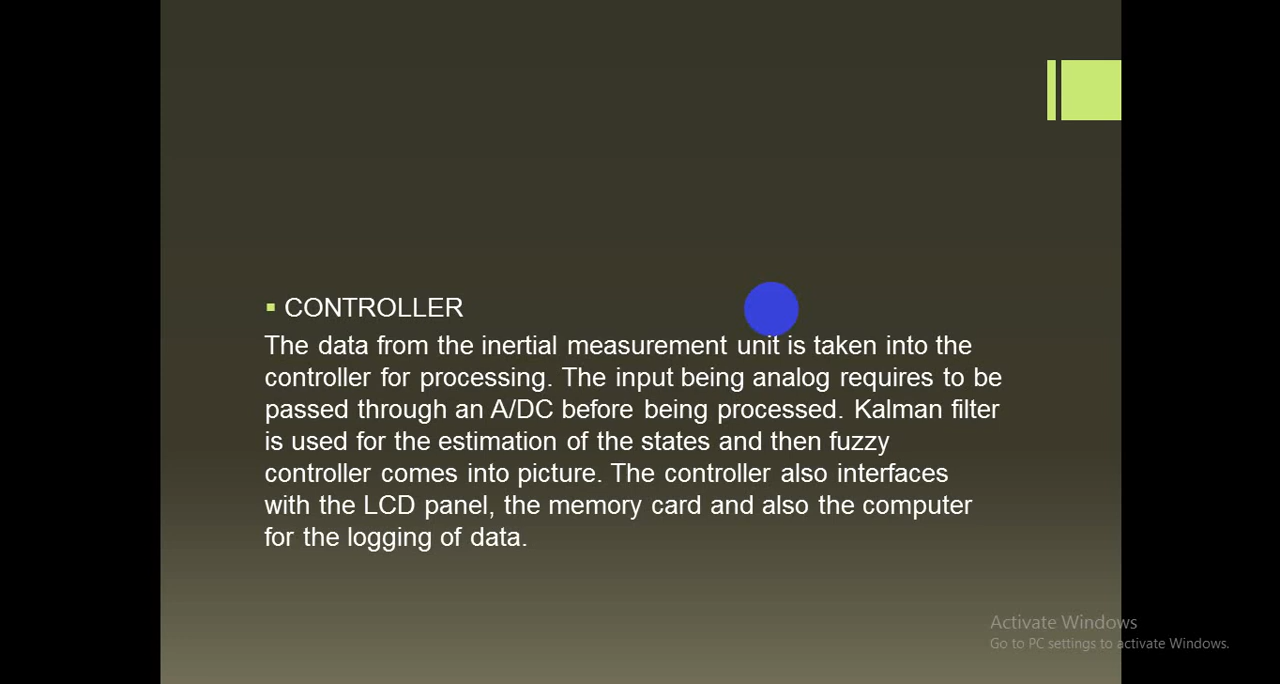 CONTROLLER
The data from the inertial measurement unit is taken into the
controller for processing. The input being analog requires to be
passed through an A/DC before being processed. Kalman filter
is used for the estimation of the states and then fuzzy
controller comes into picture. The controller also interfaces
with the LCD panel, the memory card and also the computer
for the logging of data.
Activate Windows
Go to PC settings to activate Windows.